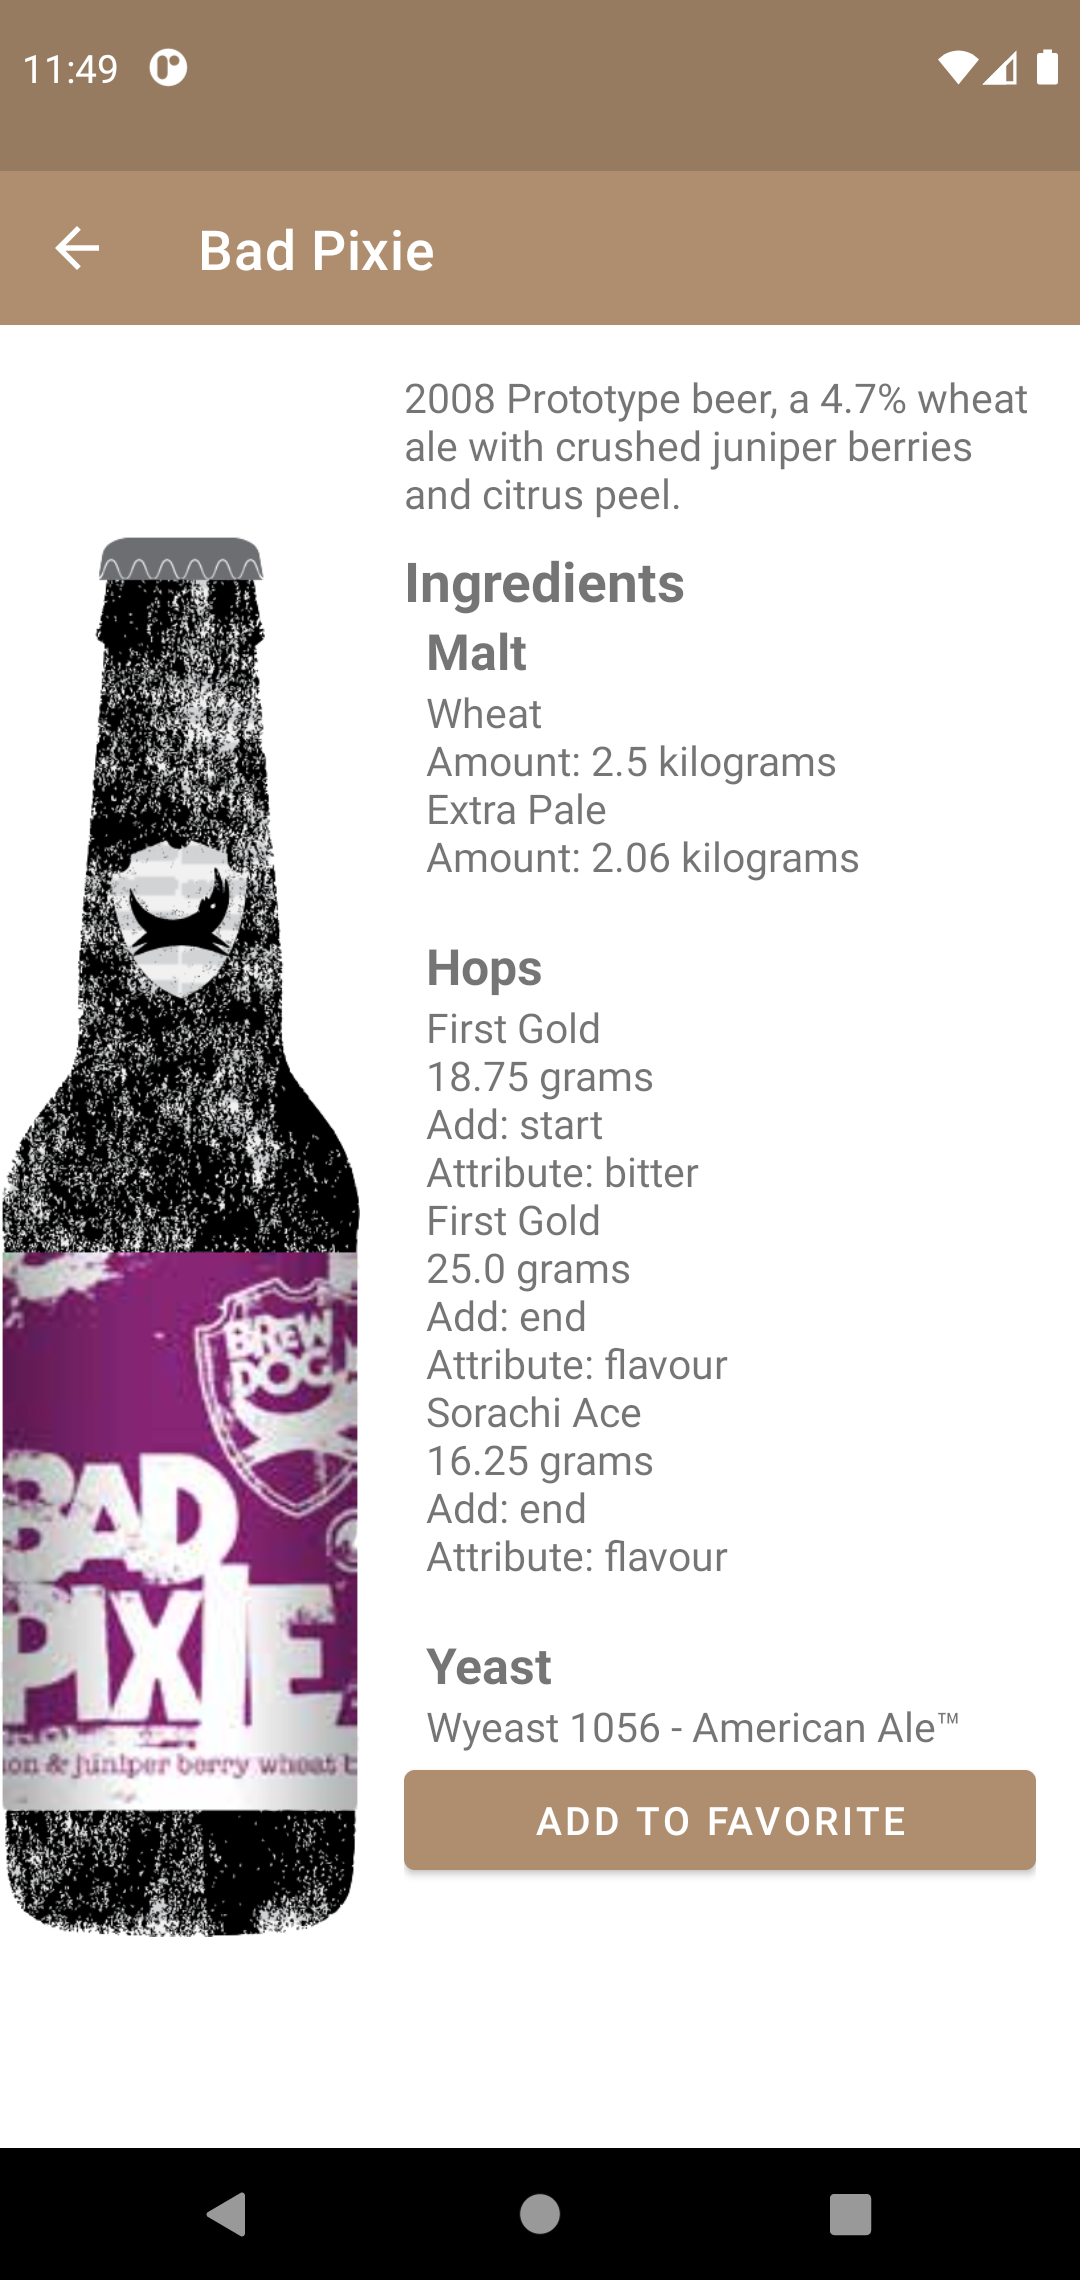 11:49
Bad Pixie
2008 Prototype beer, a 4.7% wheat
ale with crushed juniper berries
and citrus peel.
Ingredients
Malt
Wheat
Amount: 2.5 kilograms
Extra Pale
Amount: 2.06 kilograms
Hops
First Gold
18.75 grams
Add: start
Attribute: bitter
First Gold
25.0 grams
Add: end
Attribute: flavour
Sorachi Ace
16.25 grams
Add: end
Attribute: flavour
Yeast
Wyeast 1056 - American Ale™
ADD TO FAVORITE
BREW
DOG
BAD
PIXIE
on & juniper berry wheat